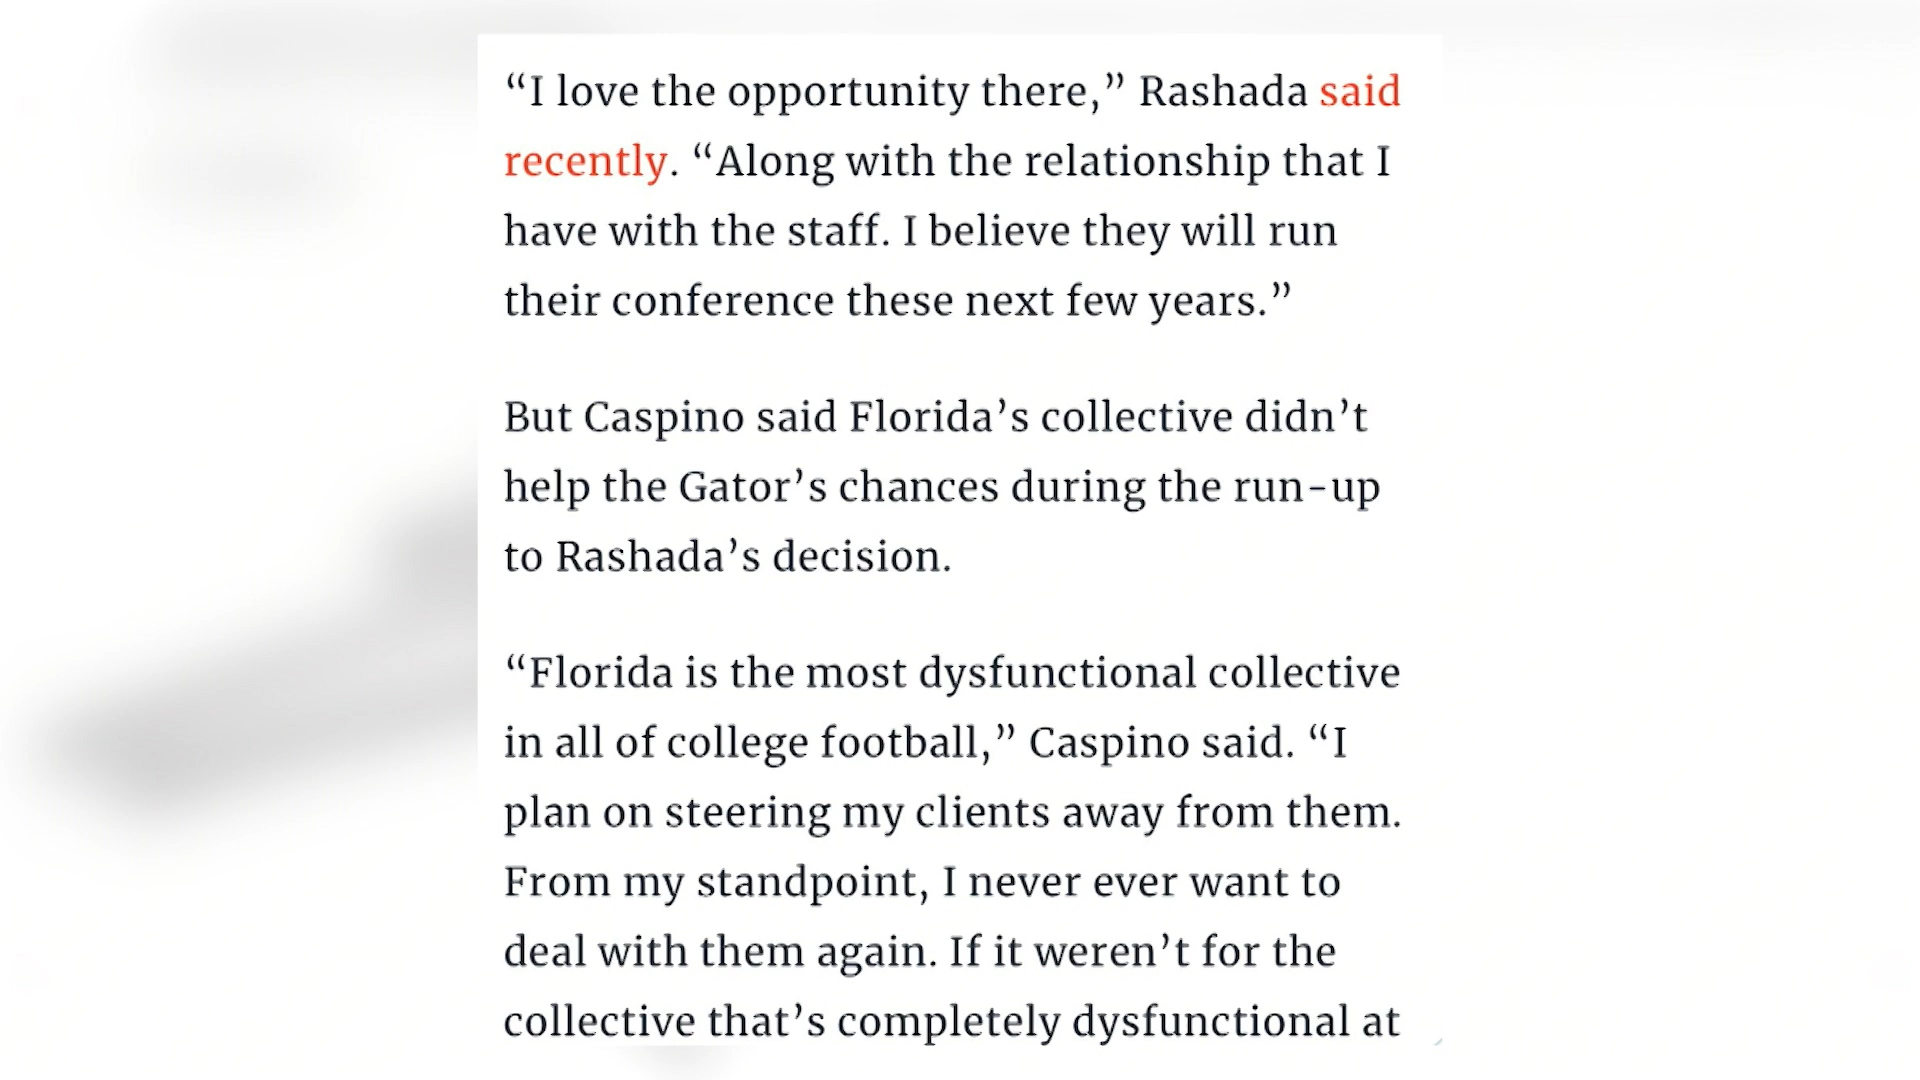 “I love the opportunity there,” Rashada said
recently. “Along with the relationship that I
have with the staff. I believe they will run
their conference these next few years.”
But Caspino said Florida’s collective didn’t
help the Gator’s chances during the run-up
to Rashada’s decision.
“Florida is the most dysfunctional collective
in all of college football,” Caspino said. “I
plan on steering my clients away from them.
From my standpoint, I never ever want to
deal with them again. If it weren’t for the
collective that’s completely dysfunctional at